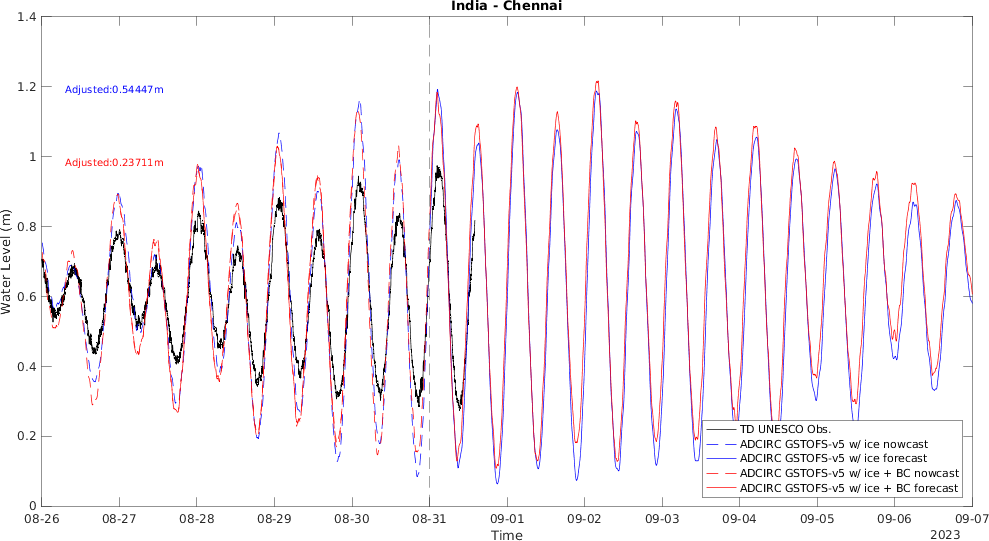 India - Chennai
1.4
1.2
1
0.8
0.6
0.4
0.2
0
Water Level (m)
Adjusted:0.54447m
Adjusted:0.23711m
TD UNESCO Obs.
ADCIRC GSTOFS-v5 w/ ice nowcast
ADCIRC GSTOFS-v5 w/ ice forecast
ADCIRC GSTOFS-v5 w/ ice + BC nowcast
ADCIRC GSTOFS-v5 w/ ice + BC forecast
08-26 08-27 08-28 08-29 08-30 08-31 09-01 09-02 09-03 09-04 09-05 09-06 09-07
Time
2023